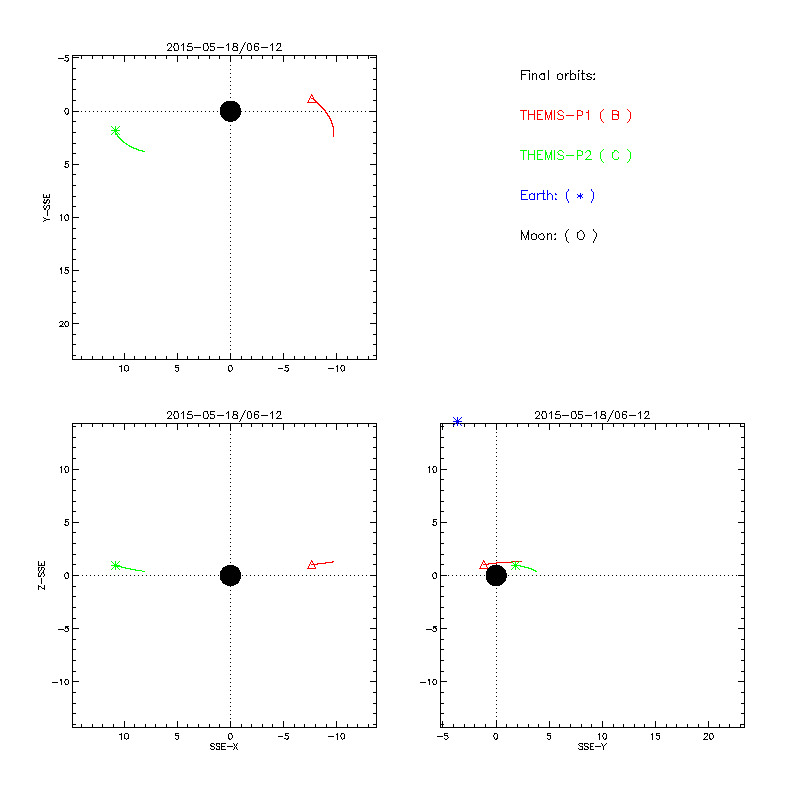 2015-05-18/06-12
-5
0
5
10
15
20
Y-SSE
10 5 0 -5 -10
Final orbits:
THEMIS-P1 ( B )
THEMIS-P2 ( C )
Earth: ( * )
Moon: ( O )
2015-05-18/06-12
10
5
0
-5
-10
Z-SSE
10 5 0 -5 -10
SSE-X
2015-05-18/06-12
10
5
0
-5
-10
-5 0 5 10 15 20
SSE-Y